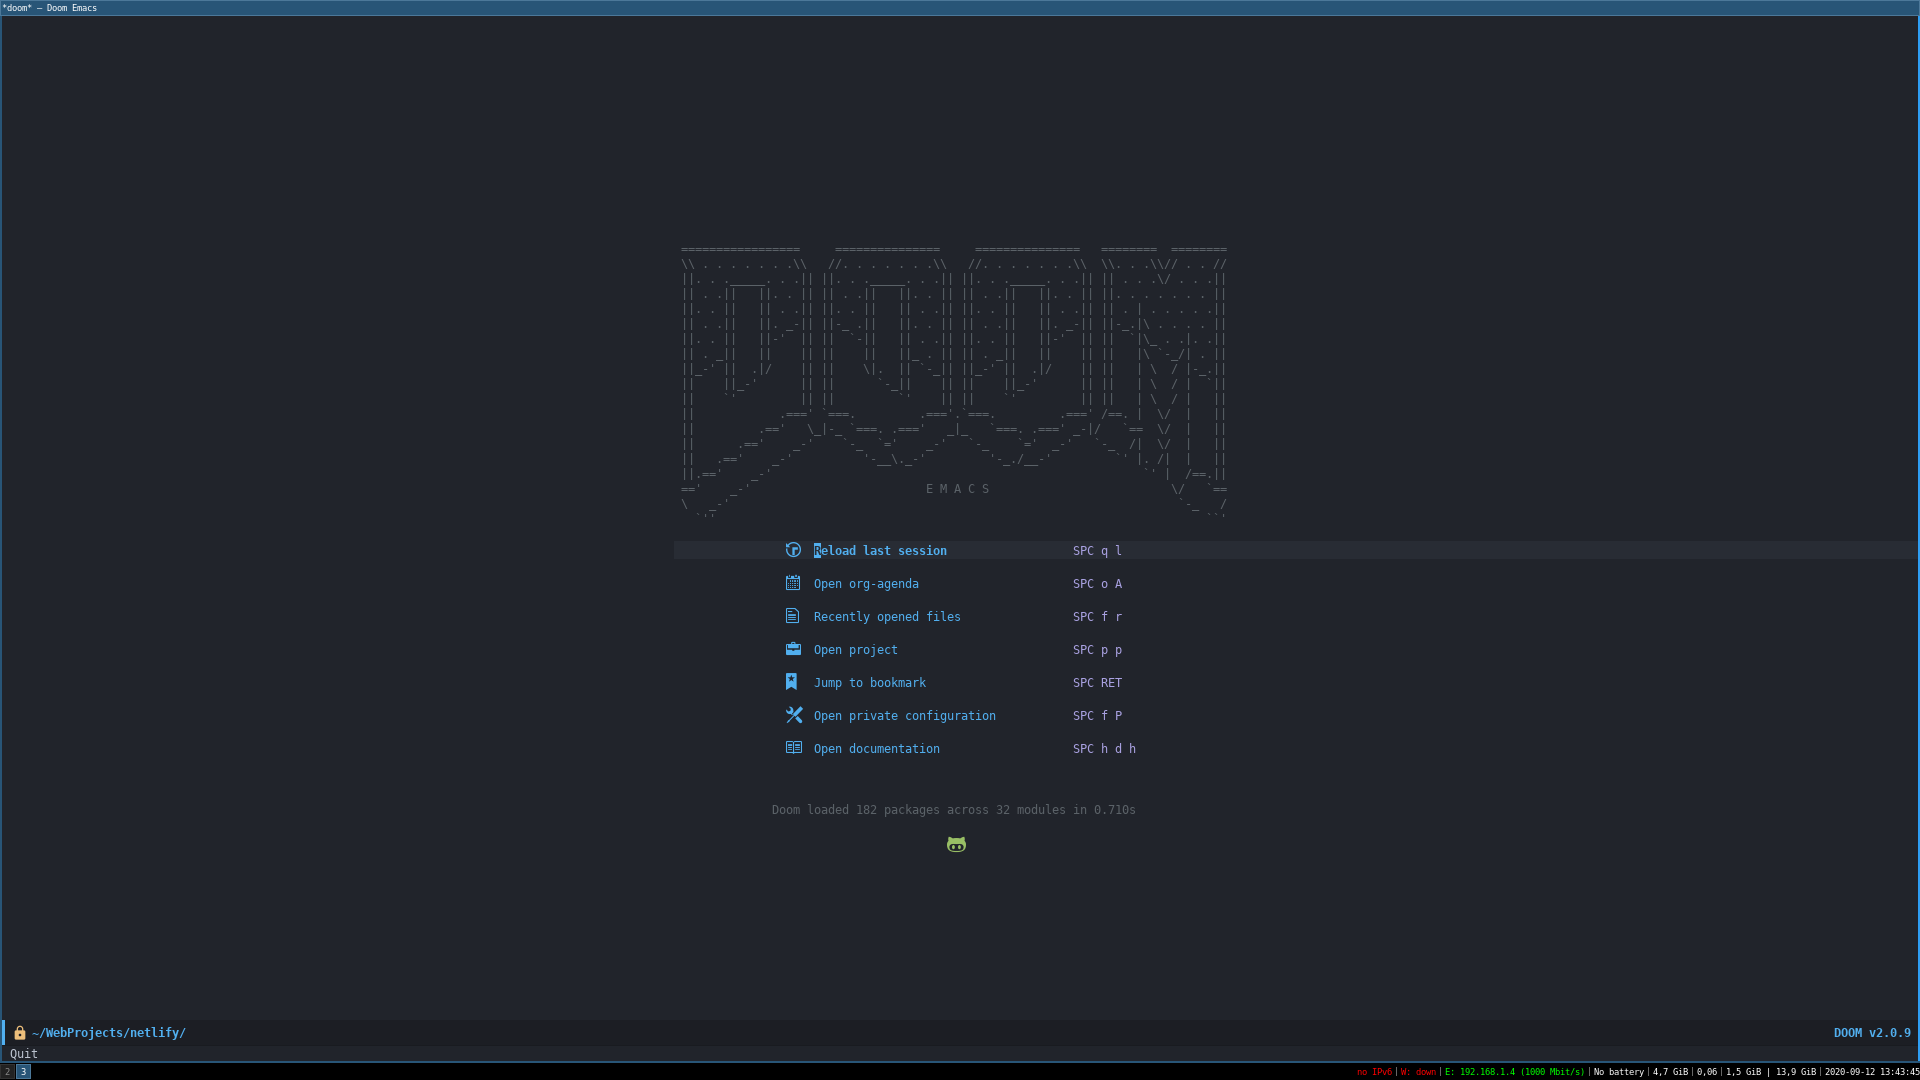 *doom* – Doom Emacs
E M A C S
Reload last session SPC q l
Open org-agenda SPC o A
Recently opened files SPC f r
Open project SPC p p
Jump to bookmark SPC RET
Open private configuration SPC f P
Open documentation SPC h d h
Doom loaded 182 packages across 32 modules in 0.710s
~/WebProjects/netlify/ DOOM v2.0.9
Quit
2 3 no IPv6 | W: down | E: 192.168.1.4 (1000 Mbit/s) | No battery | 4,7 GiB | 0,06 | 1,5 GiB | 13,9 GiB | 2020-09-12 13:43:45